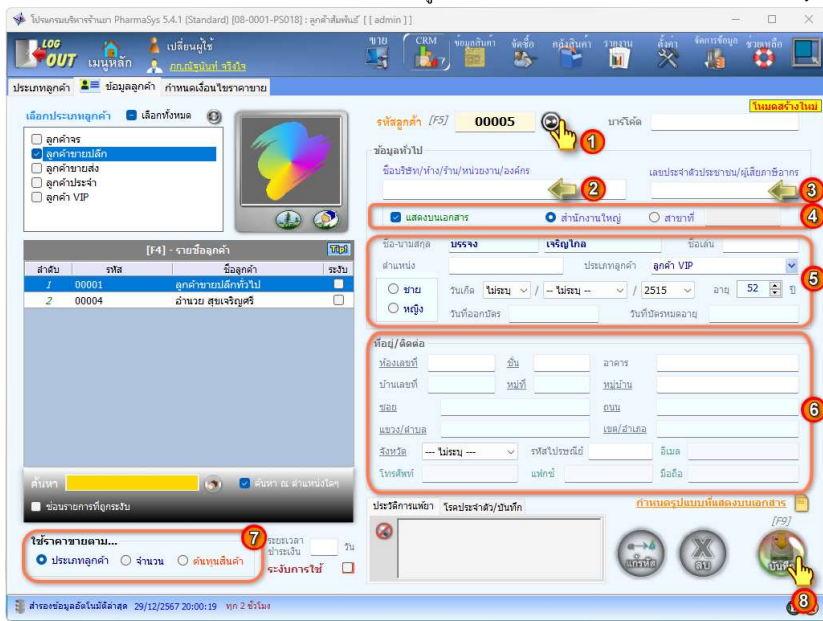 โปรแกรมบริหารร้านยา PharmaSys 5.4.1 (Standard) [08-0001-PS018] : ลูกค้าสัมพันธ์ [ [ admin ] ]
LOG OUT เมนูหลัก เปลี่ยนผู้ใช้
ขาย CRM ข้อมูลสินค้า จัดซื้อ คลังสินค้า รายงาน ตั้งค่า จัดการข้อมูล ช่วยเหลือ
ประเภทลูกค้า ข้อมูลลูกค้า กำหนดเงื่อนไขราคาขาย
โหมดสร้างใหม่
เลือกประเภทลูกค้า เลือกทั้งหมด
ลูกค้าจร
ลูกค้าขายปลีก
ลูกค้าขายส่ง
ลูกค้าประจำ
ลูกค้า VIP
[F4] - รายชื่อลูกค้า
ลำดับ รหัส ชื่อลูกค้า ระงับ
1 00001 ลูกค้าขายปลีกทั่วไป
2 00004 อำนวย สุขเจริญศรี
ค้นหา ค้นหา ณ ตำแหน่งใดๆ
ซ่อนรายการที่ถูกระงับ
ใช้ราคาขายตาม... 7
ประเภทลูกค้า จำนวน ต้นทุนสินค้า
ระยะเวลา
ชำระเงิน วัน
ระงับการใช้
รหัสลูกค้า [F5] 00005 บาร์โค้ด
1
ข้อมูลทั่วไป
ชื่อบริษัท/ห้าง/ร้าน/หน่วยงาน/องค์กร เลขประจำตัวประชาชน/ผู้เสียภาษีอากร
2 3
แสดงบนเอกสาร สำนักงานใหญ่ สาขาที่ 4
ชื่อ-นามสกุล บรรจง เจริญไกล ชื่อเล่น
ตำแหน่ง ประเภทลูกค้า ลูกค้า VIP
5
ชาย วันเกิด ไม่ระบุ / -- ไม่ระบุ -- / 2515 อายุ 52 ปี
หญิง วันที่ออกบัตร วันที่บัตรหมดอายุ
ที่อยู่/ติดต่อ
ห้องเลขที่ ชั้น อาคาร
บ้านเลขที่ หมู่ที่ หมู่บ้าน
ซอย ถนน 6
แขวง/ตำบล เขต/อำเภอ
จังหวัด --- ไม่ระบุ --- รหัสไปรษณีย์ อีเมล
โทรศัพท์ แฟกซ์ มือถือ
ประวัติการแพ้ยา โรคประจำตัว/บันทึก กำหนดรูปแบบที่แสดงบนเอกสาร
[F9]
แก้รหัส ลบ บันทึก
8
สำรองข้อมูลอัตโนมัติล่าสุด 29/12/2567 20:00:19 ทุก 2 ชั่วโมง